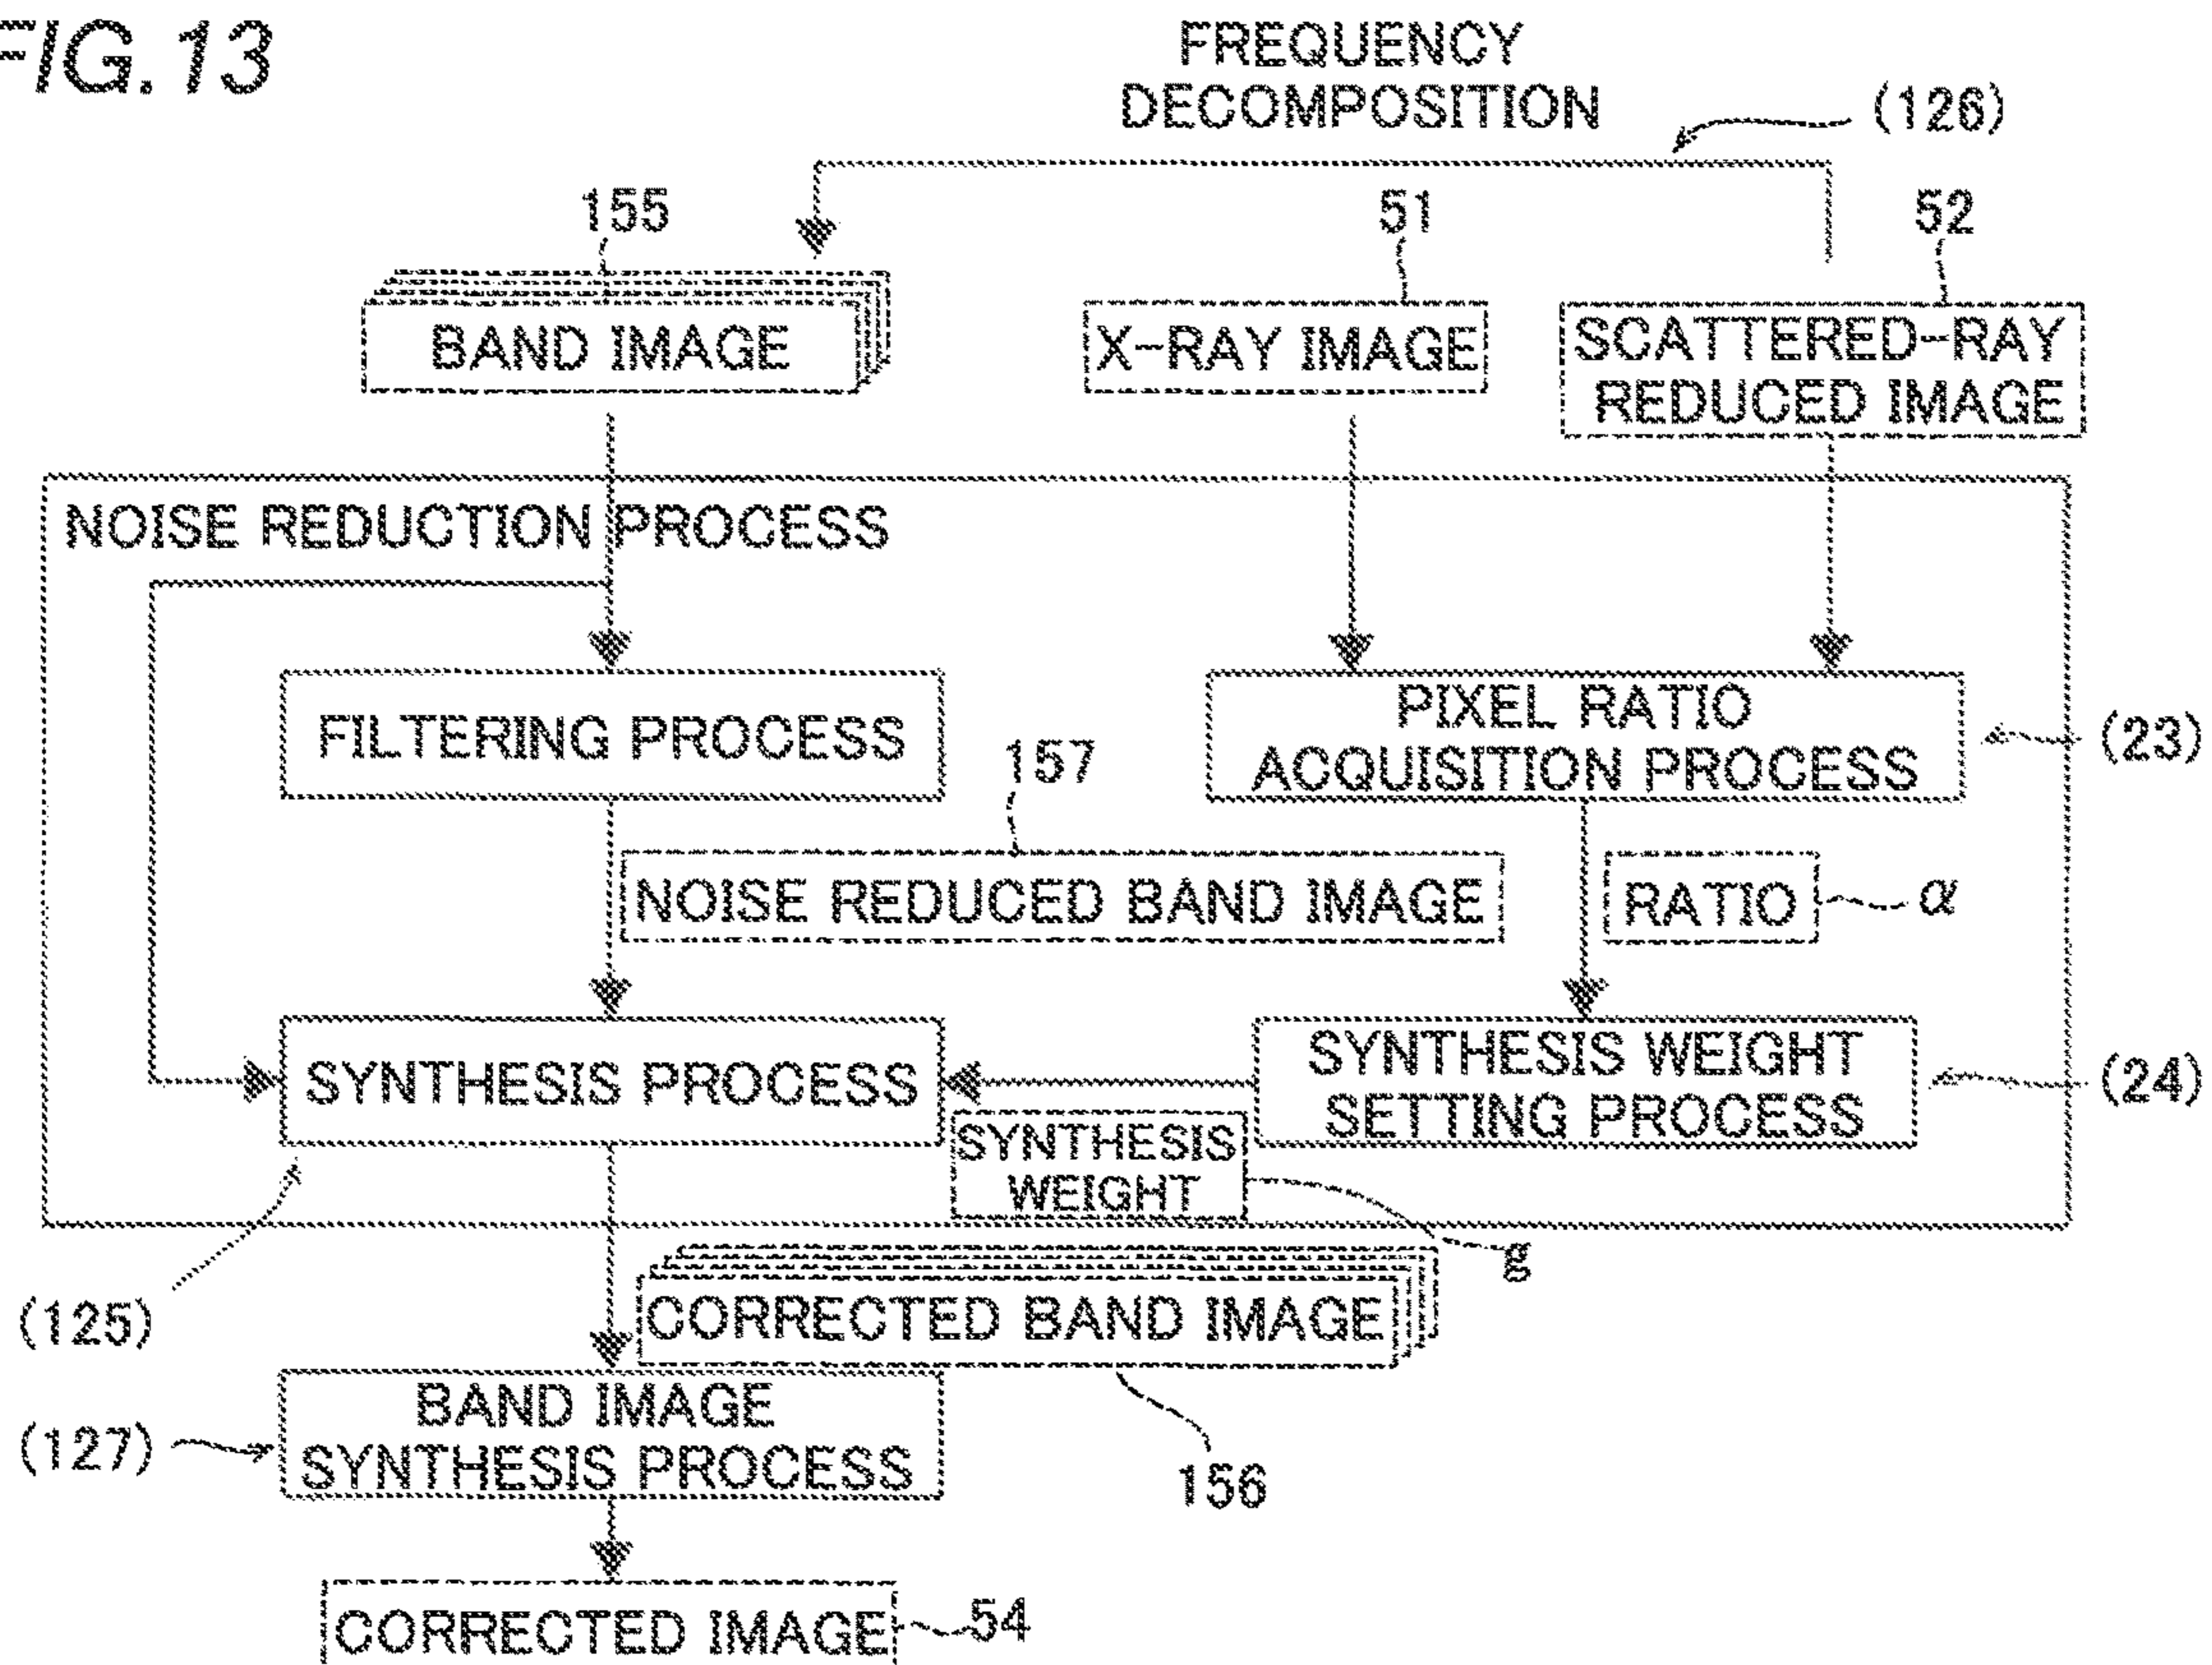 FIG. 13
FREQUENCY
DECOMPOSITION
(126)
155
51
52
BAND IMAGE
X-RAY IMAGE
SCATTERED-RAY
REDUCED IMAGE
NOISE REDUCTION PROCESS
FILTERING PROCESS
PIXEL RATIO
ACQUISITION PROCESS
(23)
157
NOISE REDUCED BAND IMAGE
RATIO
α
SYNTHESIS PROCESS
SYNTHESIS WEIGHT
SETTING PROCESS
(24)
SYNTHESIS
WEIGHT
g
(125)
CORRECTED BAND IMAGE
156
BAND IMAGE
SYNTHESIS PROCESS
(127)
CORRECTED IMAGE
54